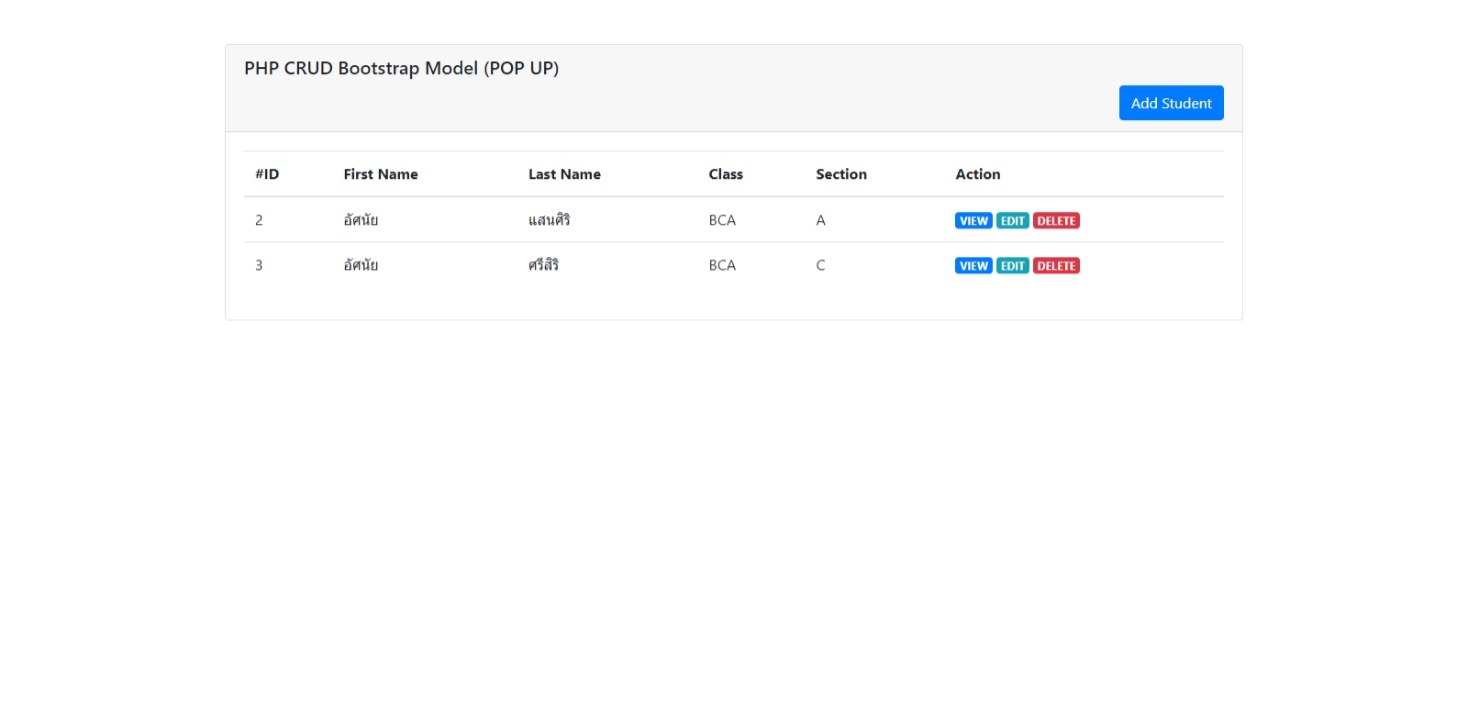 PHP CRUD Bootstrap Model (POP UP)
Add Student
#ID First Name Last Name Class Section Action
2 อัศนัย แสนศิริ BCA A VIEW EDIT DELETE
3 อัศนัย ศรีสิริ BCA C VIEW EDIT DELETE